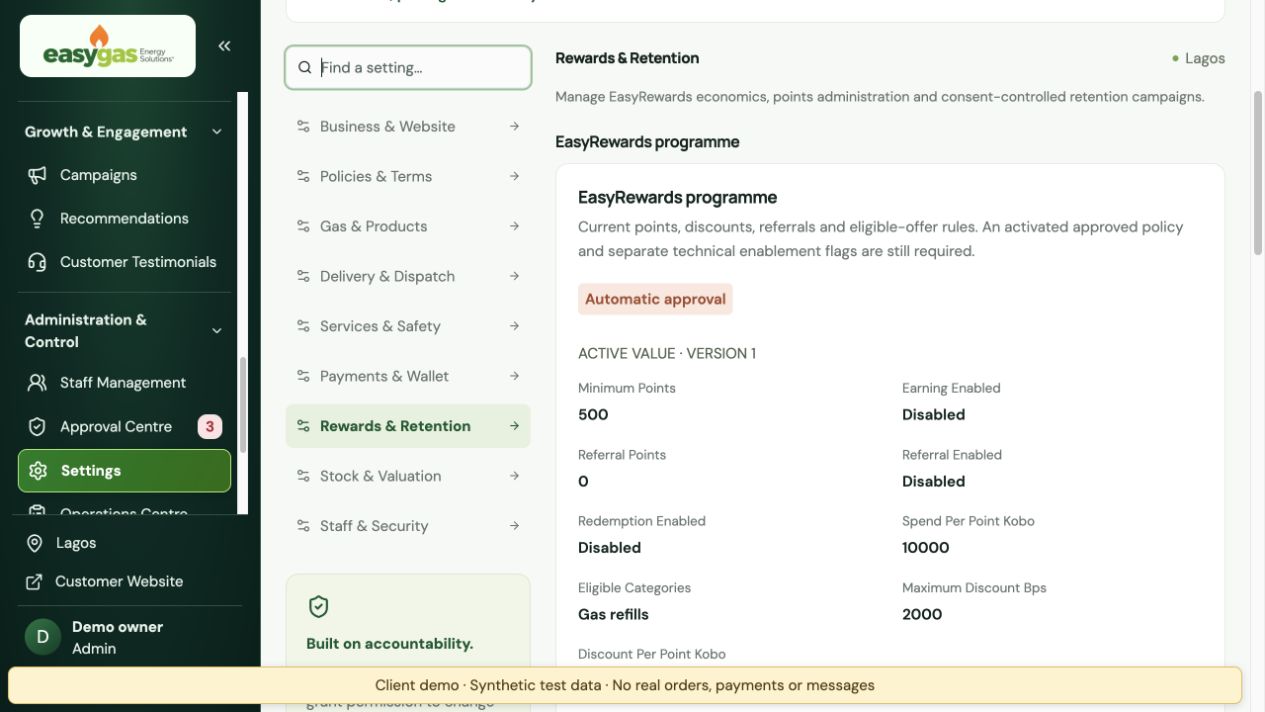 easygas Energy Solutions
Growth & Engagement
Campaigns
Recommendations
Customer Testimonials
Administration &
Control
Staff Management
Approval Centre 3
Settings
Operations Centre
Lagos
Customer Website
D
Demo owner
Admin
Find a setting...
Business & Website
Policies & Terms
Gas & Products
Delivery & Dispatch
Services & Safety
Payments & Wallet
Rewards & Retention
Stock & Valuation
Staff & Security
Built on accountability.
grant permission to change
Rewards & Retention
Lagos
Manage EasyRewards economics, points administration and consent-controlled retention campaigns.
EasyRewards programme
EasyRewards programme
Current points, discounts, referrals and eligible-offer rules. An activated approved policy
and separate technical enablement flags are still required.
Automatic approval
ACTIVE VALUE · VERSION 1
Minimum Points
500
Earning Enabled
Disabled
Referral Points
0
Referral Enabled
Disabled
Redemption Enabled
Disabled
Spend Per Point Kobo
10000
Eligible Categories
Gas refills
Maximum Discount Bps
2000
Discount Per Point Kobo
Client demo · Synthetic test data · No real orders, payments or messages